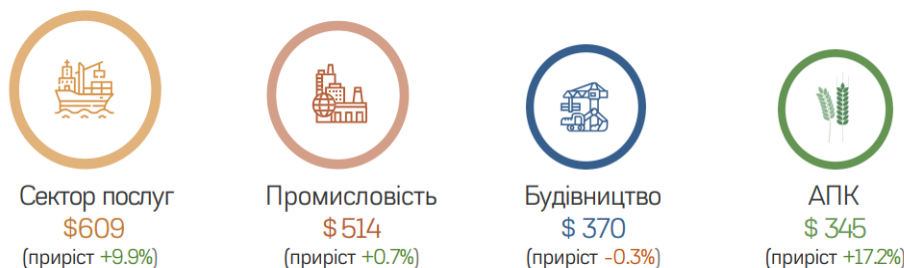 Сектор послуг
$609
(приріст +9.9%)
Промисловість
$ 514
(приріст +0.7%)
Будівництво
$ 370
(приріст -0.3%)
АПК
$ 345
(приріст +17.2%)